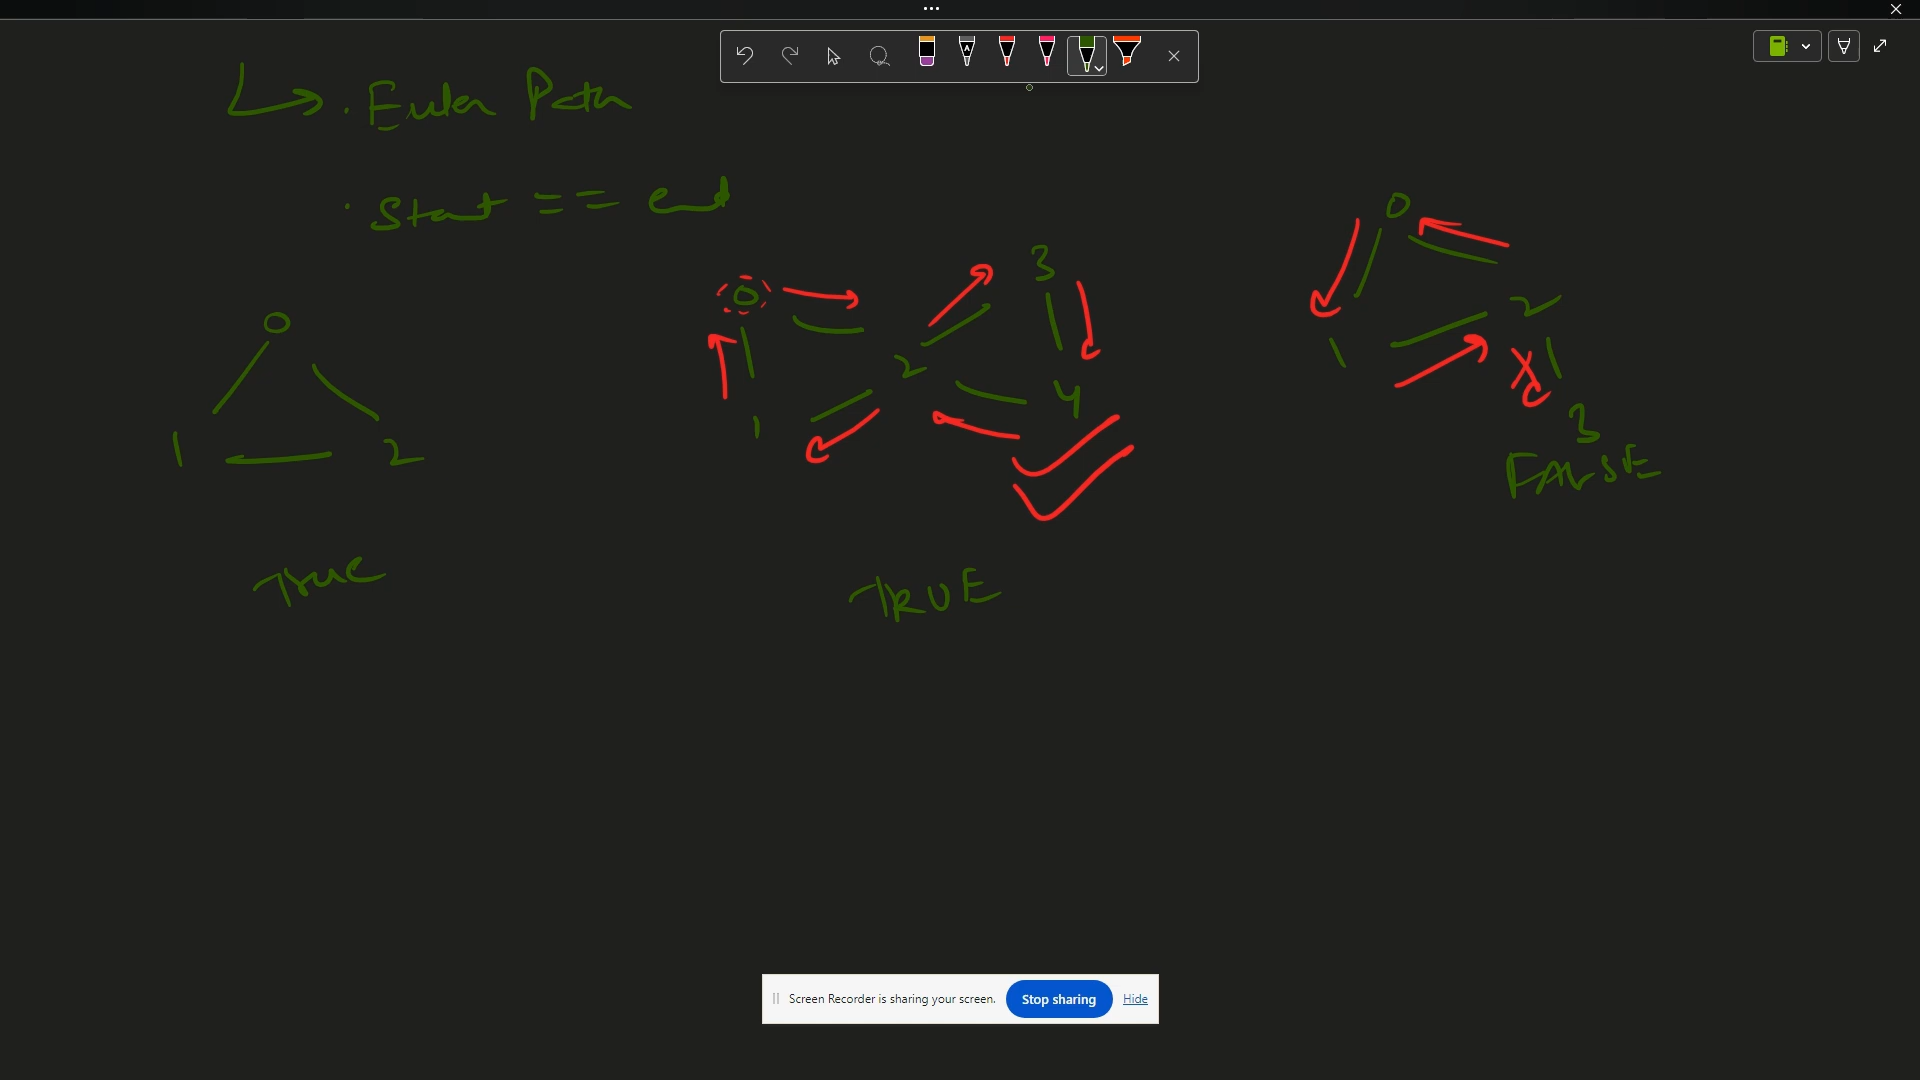 Euler Path
Start == end
0
1 2
True
0 3
2
1 4
TRUE
0
1 2
3
FALSE
Screen Recorder is sharing your screen. Stop sharing Hide